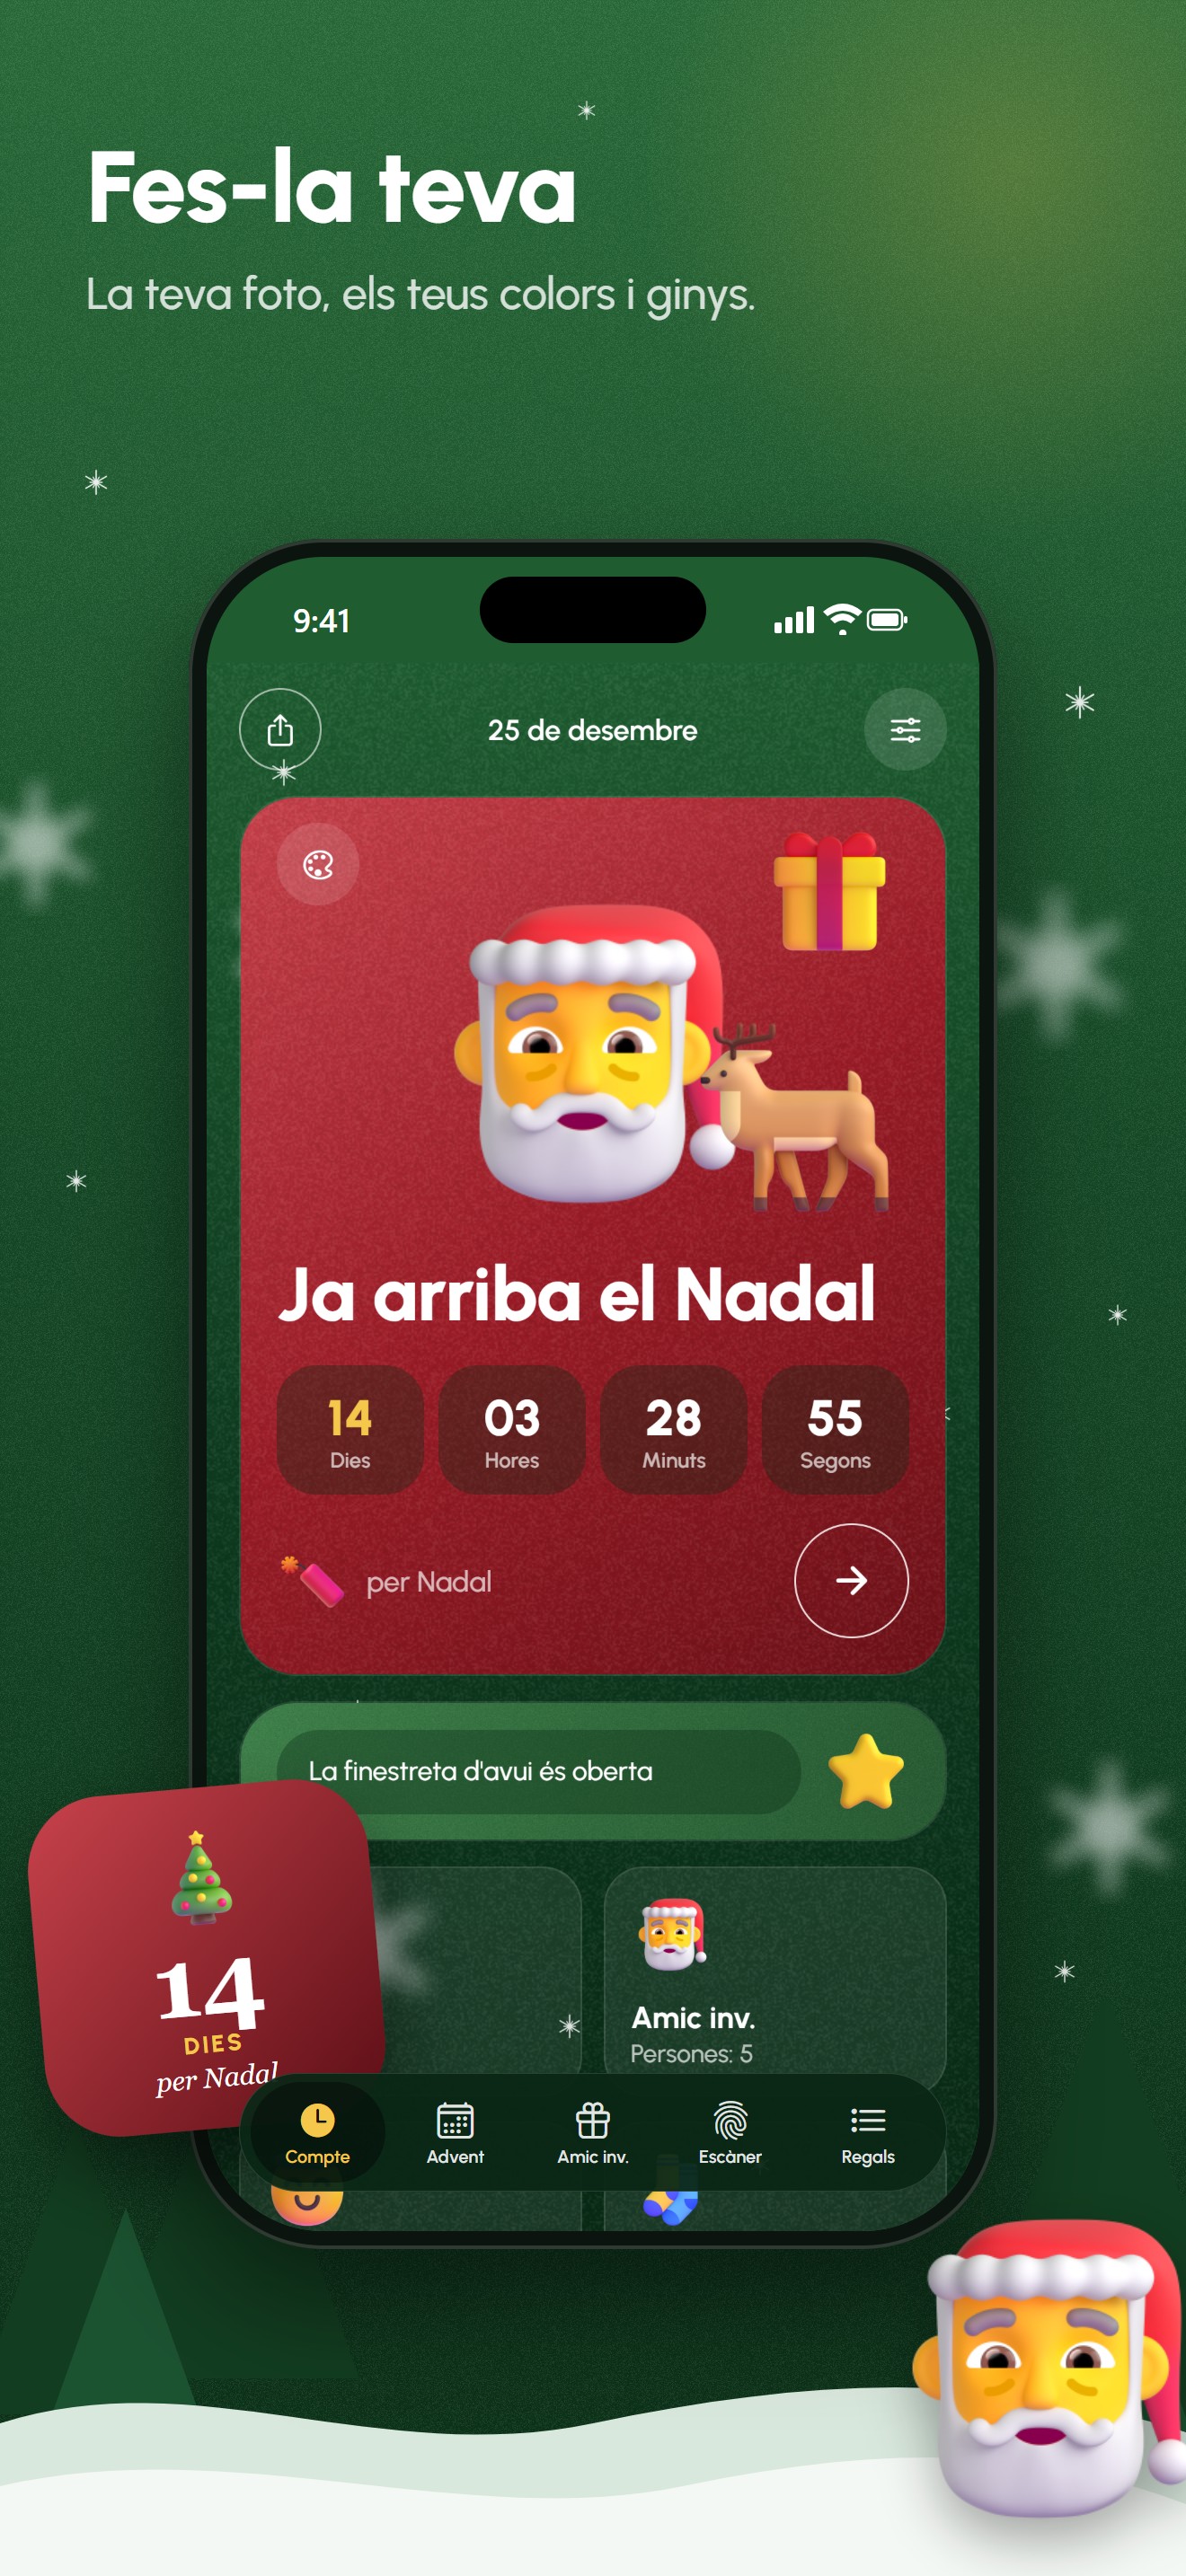 Fes-la teva
La teva foto, els teus colors i ginys.
9:41
25 de desembre
Ja arriba el Nadal
14 03 28 55
Dies Hores Minuts Segons
per Nadal
La finestreta d'avui és oberta
14
DIES
per Nadal
Amic inv.
Persones: 5
Compte Advent Amic inv. Escàner Regals